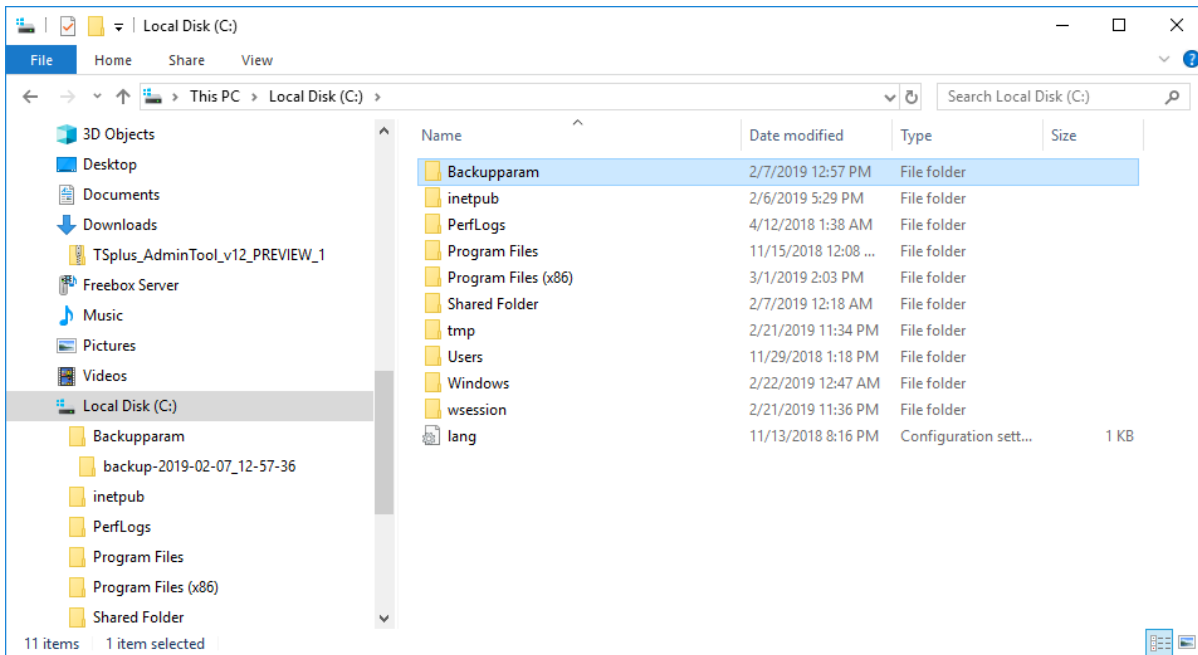 Local Disk (C:)
File Home Share View
This PC > Local Disk (C:) > Search Local Disk (C:)
3D Objects
Desktop
Documents
Downloads
TSplus_AdminTool_v12_PREVIEW_1
Freebox Server
Music
Pictures
Videos
Local Disk (C:)
Backupparam
backup-2019-02-07_12-57-36
inetpub
PerfLogs
Program Files
Program Files (x86)
Shared Folder
Name Date modified Type Size
Backupparam 2/7/2019 12:57 PM File folder
inetpub 2/6/2019 5:29 PM File folder
PerfLogs 4/12/2018 1:38 AM File folder
Program Files 11/15/2018 12:08 ... File folder
Program Files (x86) 3/1/2019 2:03 PM File folder
Shared Folder 2/7/2019 12:18 AM File folder
tmp 2/21/2019 11:34 PM File folder
Users 11/29/2018 1:18 PM File folder
Windows 2/22/2019 12:47 AM File folder
wsession 2/21/2019 11:36 PM File folder
lang 11/13/2018 8:16 PM Configuration sett... 1 KB
11 items 1 item selected